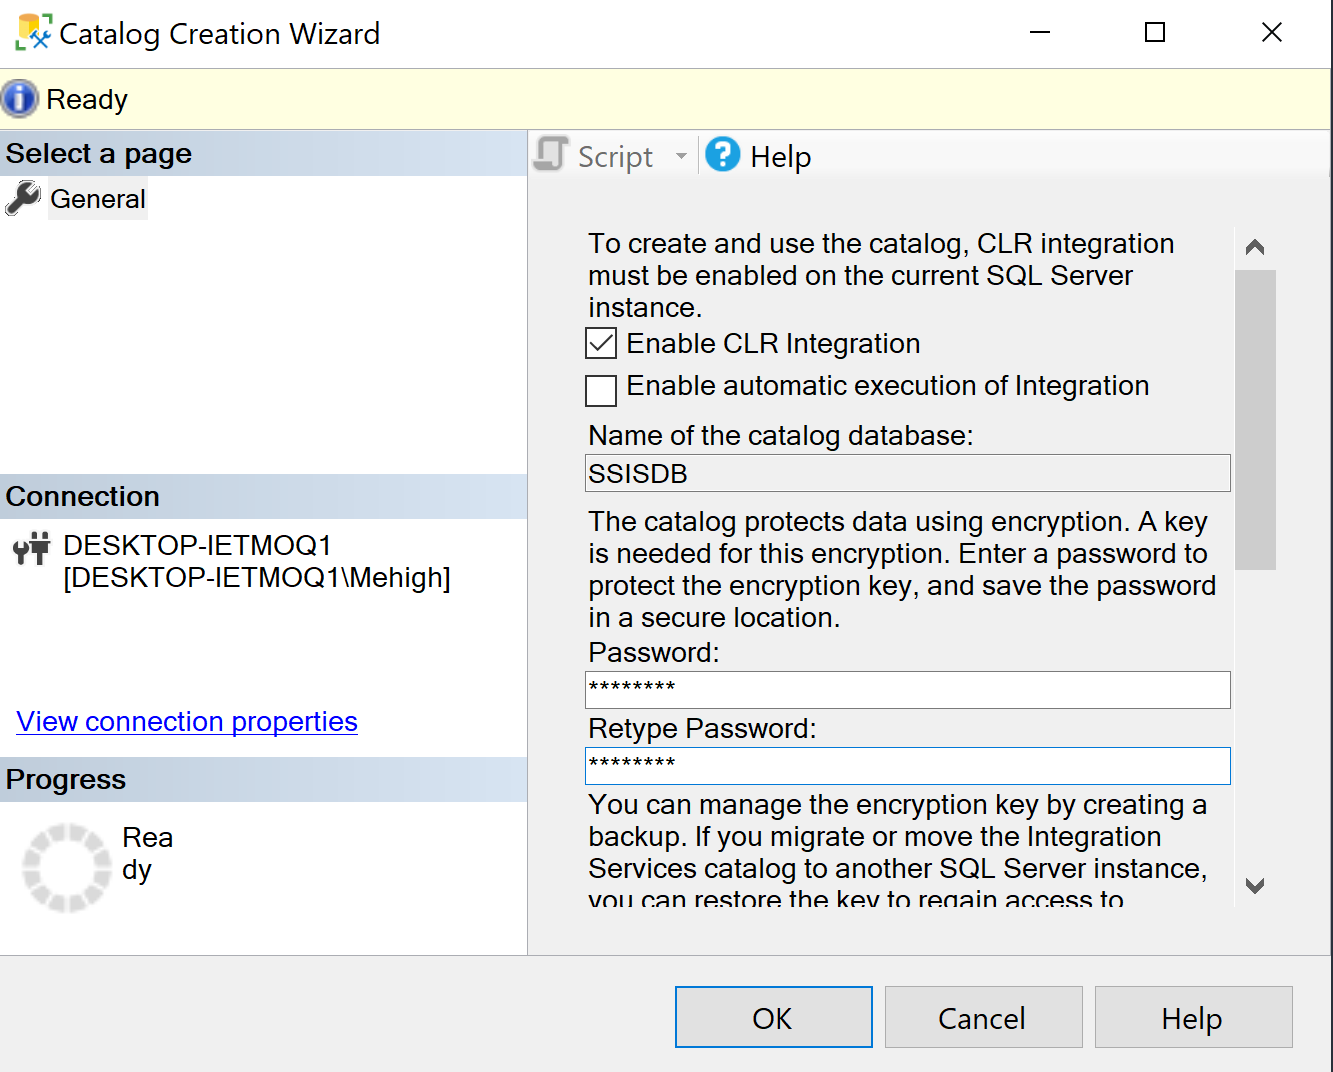 Catalog Creation Wizard
Ready
Select a page
General
Connection
DESKTOP-IETMOQ1
[DESKTOP-IETMOQ1\Mehigh]
View connection properties
Progress
Rea
dy
Script
Help
To create and use the catalog, CLR integration
must be enabled on the current SQL Server
instance.
Enable CLR Integration
Enable automatic execution of Integration
Name of the catalog database:
SSISDB
The catalog protects data using encryption. A key
is needed for this encryption. Enter a password to
protect the encryption key, and save the password
in a secure location.
Password:
********
Retype Password:
********
You can manage the encryption key by creating a
backup. If you migrate or move the Integration
Services catalog to another SQL Server instance,
you can restore the key to regain access to
OK
Cancel
Help